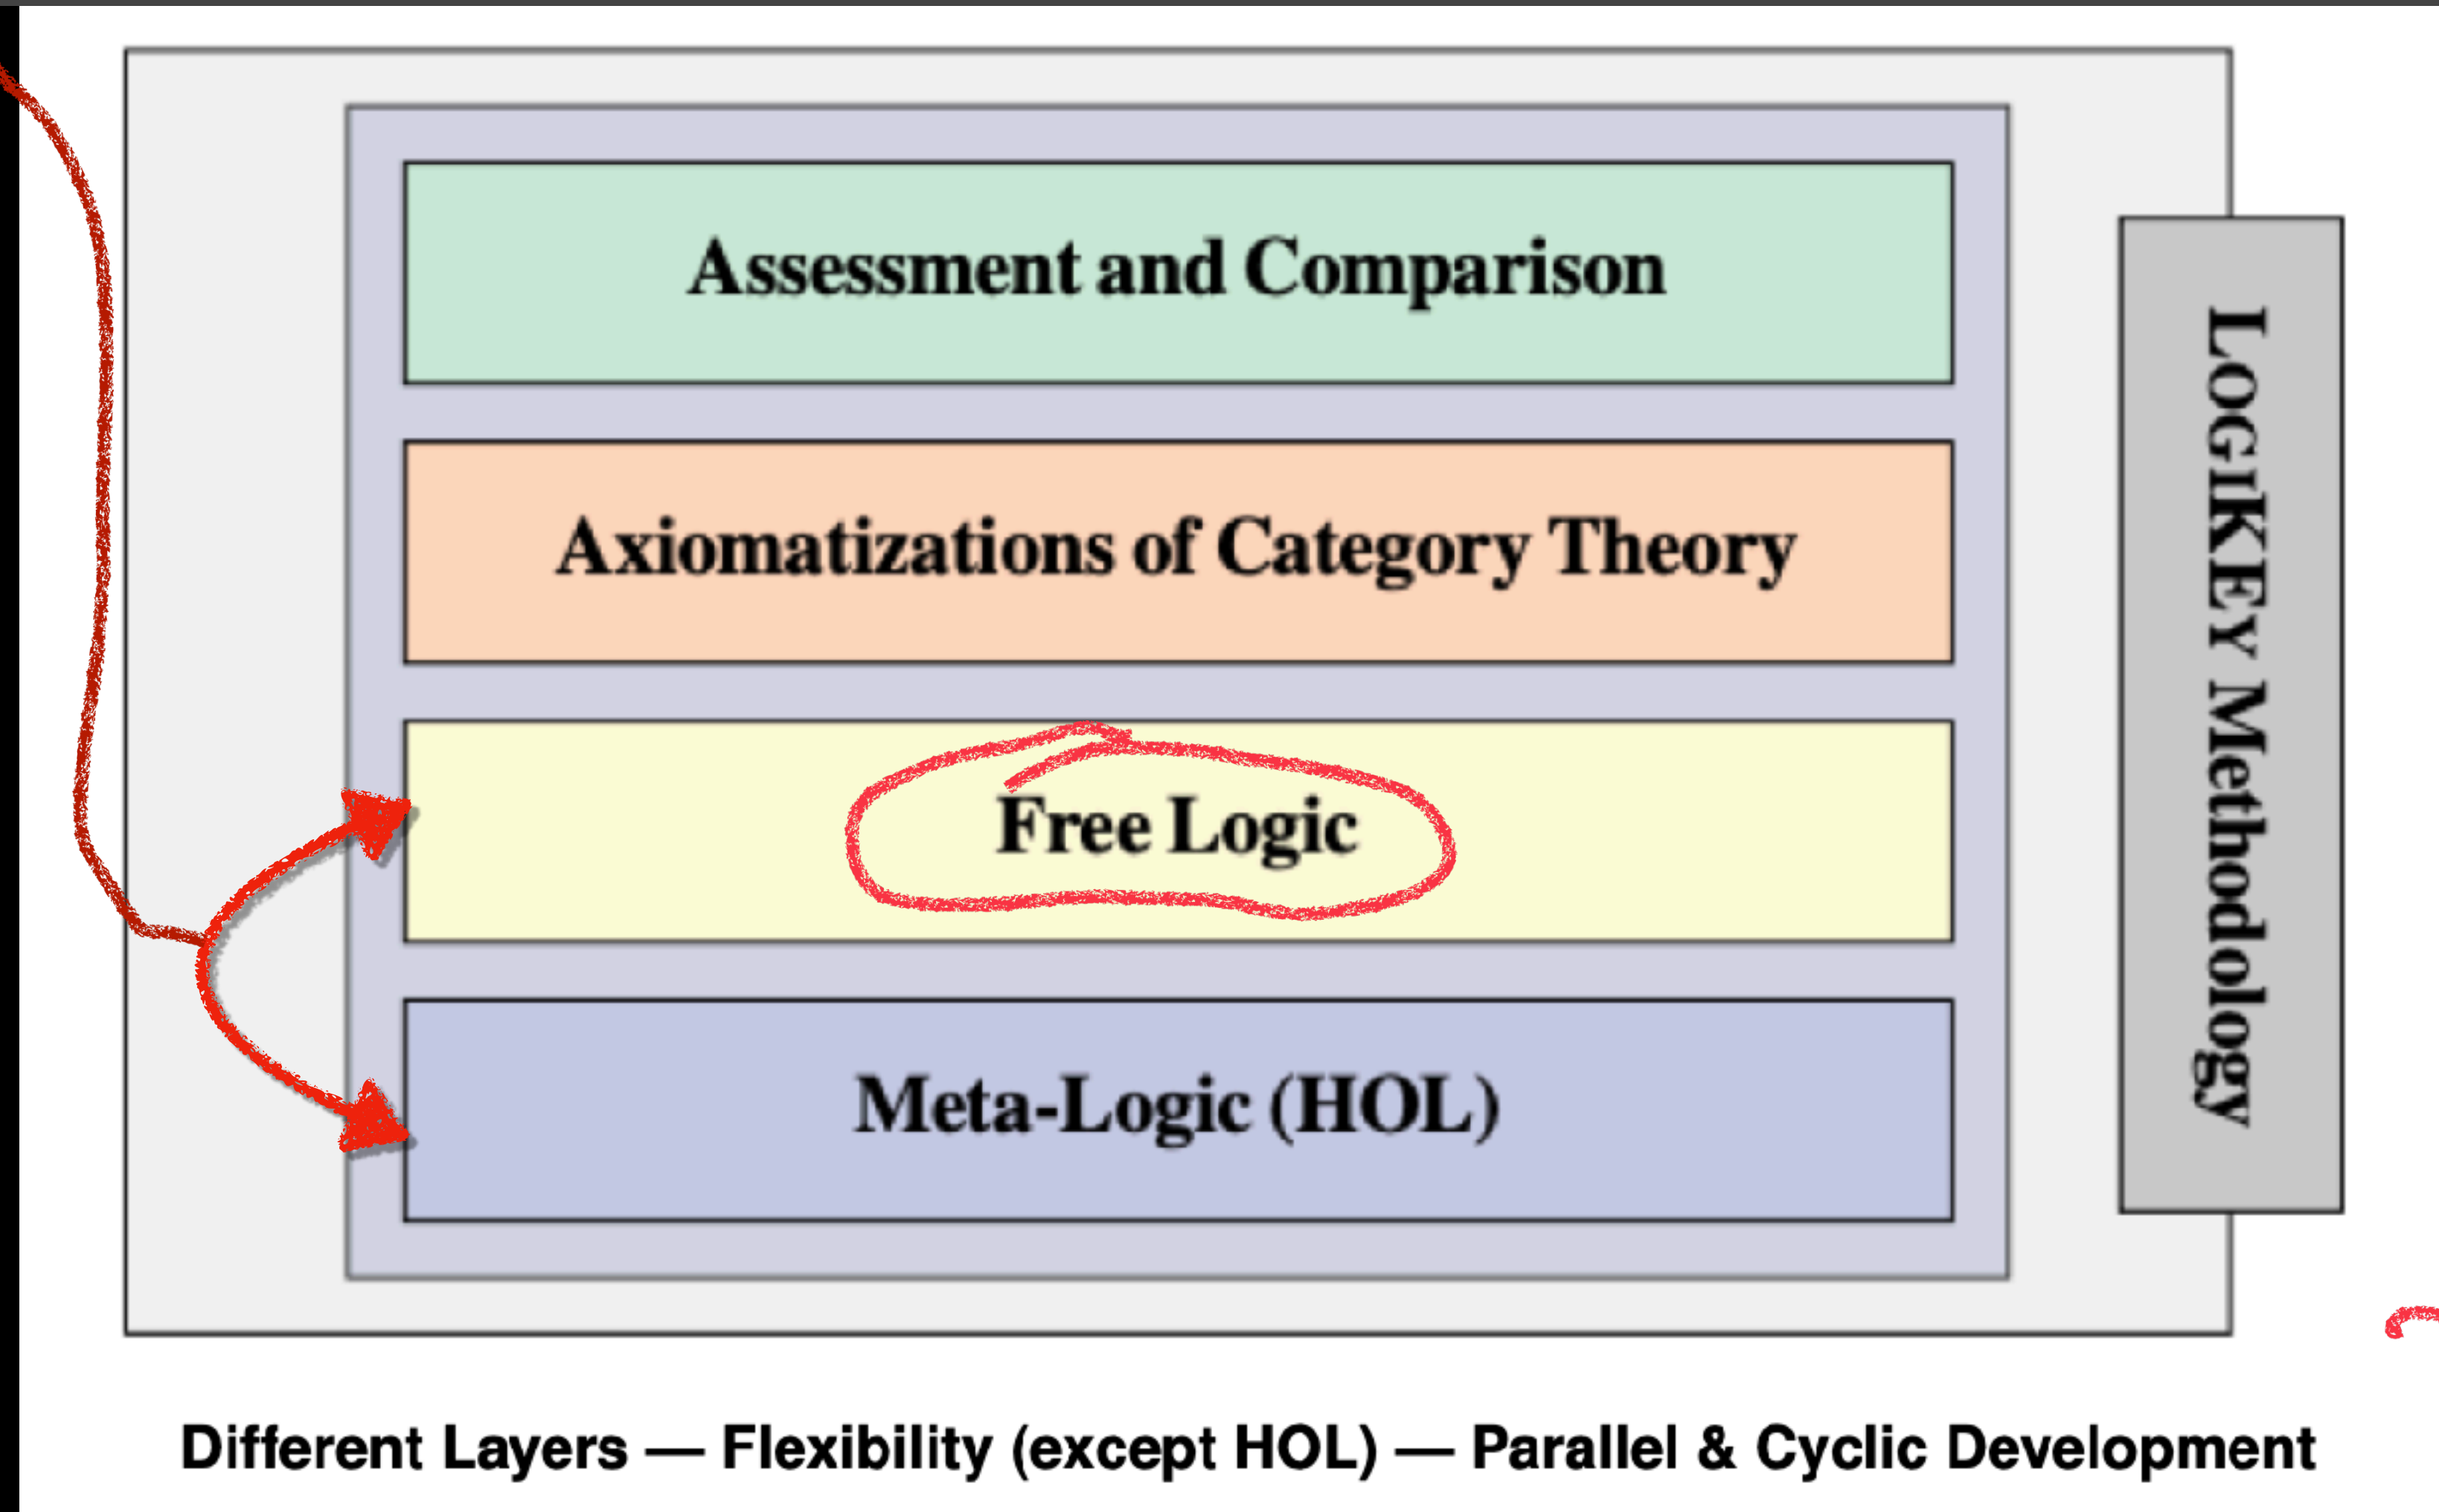 Assessment and Comparison
Axiomatizations of Category Theory
Free Logic
Meta-Logic (HOL)
LOGIKEY Methodology
Different Layers — Flexibility (except HOL) — Parallel & Cyclic Development